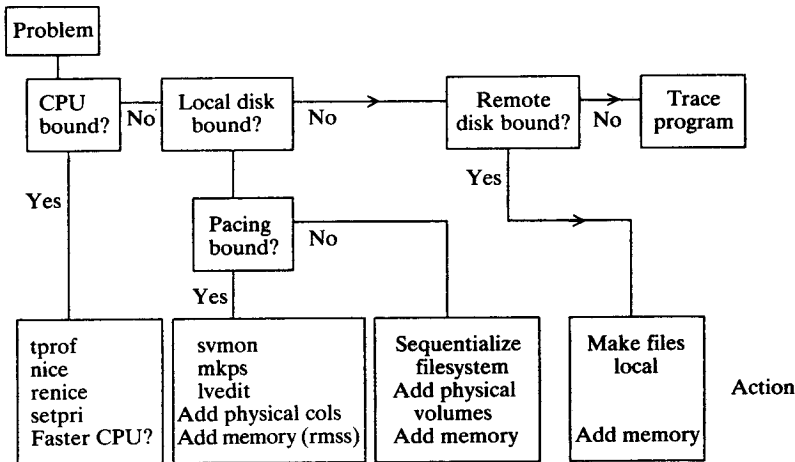 Problem
CPU
bound?
No
Local disk
bound?
No
Remote
disk bound?
No
Trace
program
Yes
Pacing
bound?
No
Yes
Yes
tprof
nice
renice
setpri
Faster CPU?
svmon
mkps
lvedit
Add physical cols
Add memory (rmss)
Sequentialize
filesystem
Add physical
volumes
Add memory
Make files
local
Add memory
Action